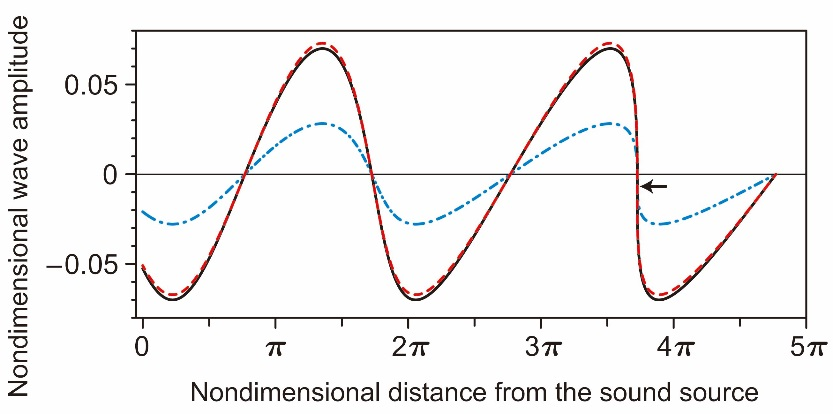 Nondimensional wave amplitude
0.05
0
−0.05
0 π 2π 3π 4π 5π
Nondimensional distance from the sound source